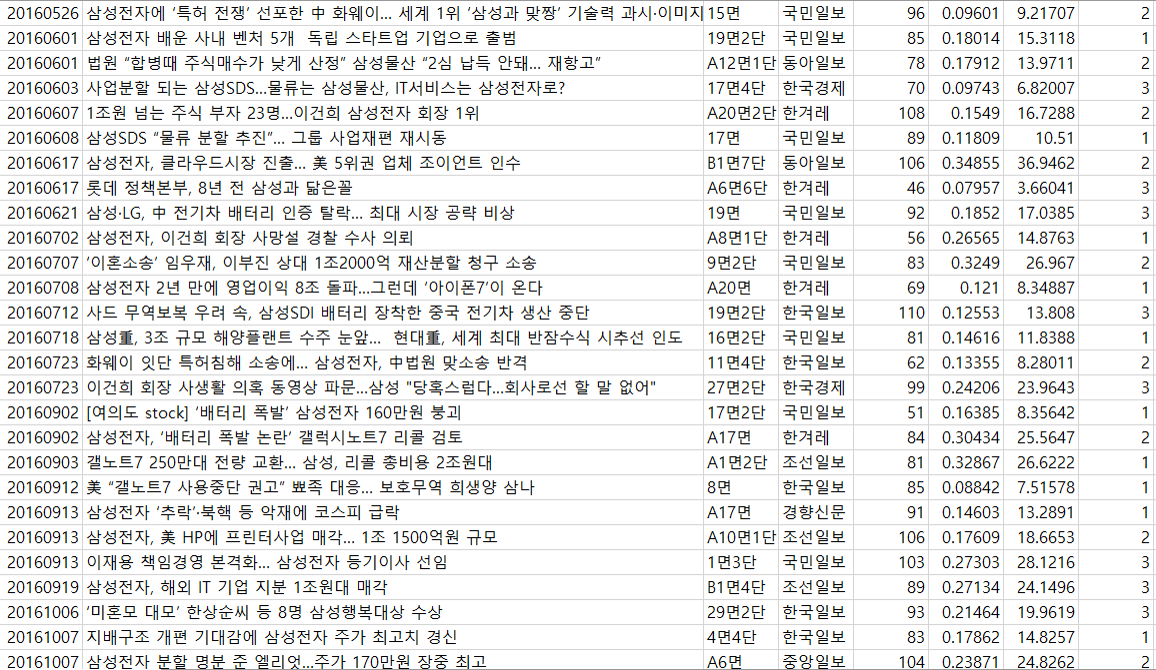 20160526 삼성전자에 ‘특허 전쟁’ 선포한 中 화웨이... 세계 1위 ‘삼성과 맞짱’ 기술력 과시·이미지 15면 국민일보 96 0.09601 9.21707 2
20160601 삼성전자 배운 사내 벤처 5개  독립 스타트업 기업으로 출범 19면2단 국민일보 85 0.18014 15.3118 1
20160601 법원 “합병때 주식매수가 낮게 산정” 삼성물산 “2심 납득 안돼... 재항고” A12면1단 동아일보 78 0.17912 13.9711 2
20160603 사업분할 되는 삼성SDS...물류는 삼성물산, IT서비스는 삼성전자로? 17면4단 한국경제 70 0.09743 6.82007 3
20160607 1조원 넘는 주식 부자 23명...이건희 삼성전자 회장 1위 A20면2단 한겨레 108 0.1549 16.7288 2
20160608 삼성SDS “물류 분할 추진”... 그룹 사업재편 재시동 17면 국민일보 89 0.11809 10.51 1
20160617 삼성전자, 클라우드시장 진출... 美 5위권 업체 조이언트 인수 B1면7단 동아일보 106 0.34855 36.9462 2
20160617 롯데 정책본부, 8년 전 삼성과 닮은꼴 A6면6단 한겨레 46 0.07957 3.66041 3
20160621 삼성·LG, 中 전기차 배터리 인증 탈락... 최대 시장 공략 비상 19면 국민일보 92 0.1852 17.0385 3
20160702 삼성전자, 이건희 회장 사망설 경찰 수사 의뢰 A8면1단 한겨레 56 0.26565 14.8763 1
20160707 ‘이혼소송’ 임우재, 이부진 상대 1조2000억 재산분할 청구 소송 9면2단 국민일보 83 0.3249 26.967 2
20160708 삼성전자 2년 만에 영업이익 8조 돌파...그런데 ‘아이폰7’이 온다 A20면 한겨레 69 0.121 8.34887 1
20160712 사드 무역보복 우려 속, 삼성SDI 배터리 장착한 중국 전기차 생산 중단 19면2단 한국일보 110 0.12553 13.808 3
20160718 삼성重, 3조 규모 해양플랜트 수주 눈앞...  현대重, 세계 최대 반잠수식 시추선 인도 16면2단 국민일보 81 0.14616 11.8388 1
20160723 화웨이 잇단 특허침해 소송에... 삼성전자, 中법원 맞소송 반격 11면4단 한국일보 62 0.13355 8.28011 2
20160723 이건희 회장 사생활 의혹 동영상 파문...삼성 "당혹스럽다...회사로선 할 말 없어" 27면2단 한국경제 99 0.24206 23.9643 3
20160902 [여의도 stock] ‘배터리 폭발’ 삼성전자 160만원 붕괴 17면2단 국민일보 51 0.16385 8.35642 1
20160902 삼성전자, ‘배터리 폭발 논란’ 갤럭시노트7 리콜 검토 A17면 한겨레 84 0.30434 25.5647 2
20160903 갤노트7 250만대 전량 교환... 삼성, 리콜 총비용 2조원대 A1면2단 조선일보 81 0.32867 26.6222 1
20160912 美 “갤노트7 사용중단 권고” 뾰족 대응... 보호무역 희생양 삼나 8면 한국일보 85 0.08842 7.51578 1
20160913 삼성전자 ‘추락’·북핵 등 악재에 코스피 급락 A17면 경향신문 91 0.14603 13.2891 1
20160913 삼성전자, 美 HP에 프린터사업 매각... 1조 1500억원 규모 A10면1단 조선일보 106 0.17609 18.6653 2
20160913 이재용 책임경영 본격화... 삼성전자 등기이사 선임 1면3단 국민일보 103 0.27303 28.1216 3
20160919 삼성전자, 해외 IT 기업 지분 1조원대 매각 B1면4단 조선일보 89 0.27134 24.1496 3
20161006 ‘미혼모 대모’ 한상순씨 등 8명 삼성행복대상 수상 29면2단 한국일보 93 0.21464 19.9619 3
20161007 지배구조 개편 기대감에 삼성전자 주가 최고치 경신 4면4단 한국일보 83 0.17862 14.8257 1
20161007 삼성전자 분할 명분 준 엘리엇...주가 170만원 장중 최고 A6면 중앙일보 104 0.23871 24.8262 2